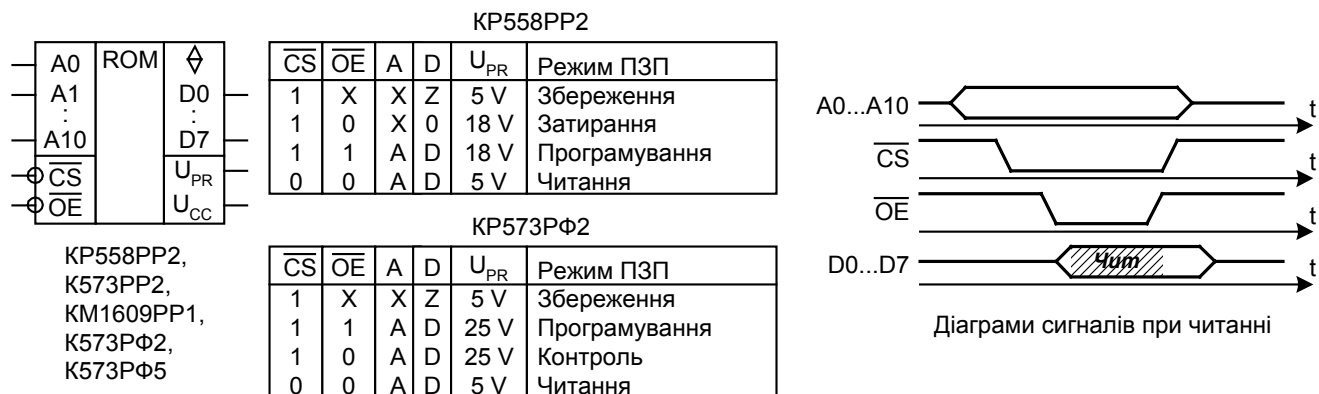 A0 ROM
A1 D0
A10 D7
CS U_PR
OE U_CC
КР558РР2,
К573РР2,
КМ1609РР1,
К573РФ2,
К573РФ5
КР558РР2
CS OE A D U_PR Режим ПЗП
1 X X Z 5 V Збереження
1 0 X 0 18 V Затирання
1 1 A D 18 V Програмування
0 0 A D 5 V Читання
КР573РФ2
CS OE A D U_PR Режим ПЗП
1 X X Z 5 V Збереження
1 1 A D 25 V Програмування
1 0 A D 25 V Контроль
0 0 A D 5 V Читання
A0...A10 t
CS t
OE t
D0...D7 Чит t
Діаграми сигналів при читанні